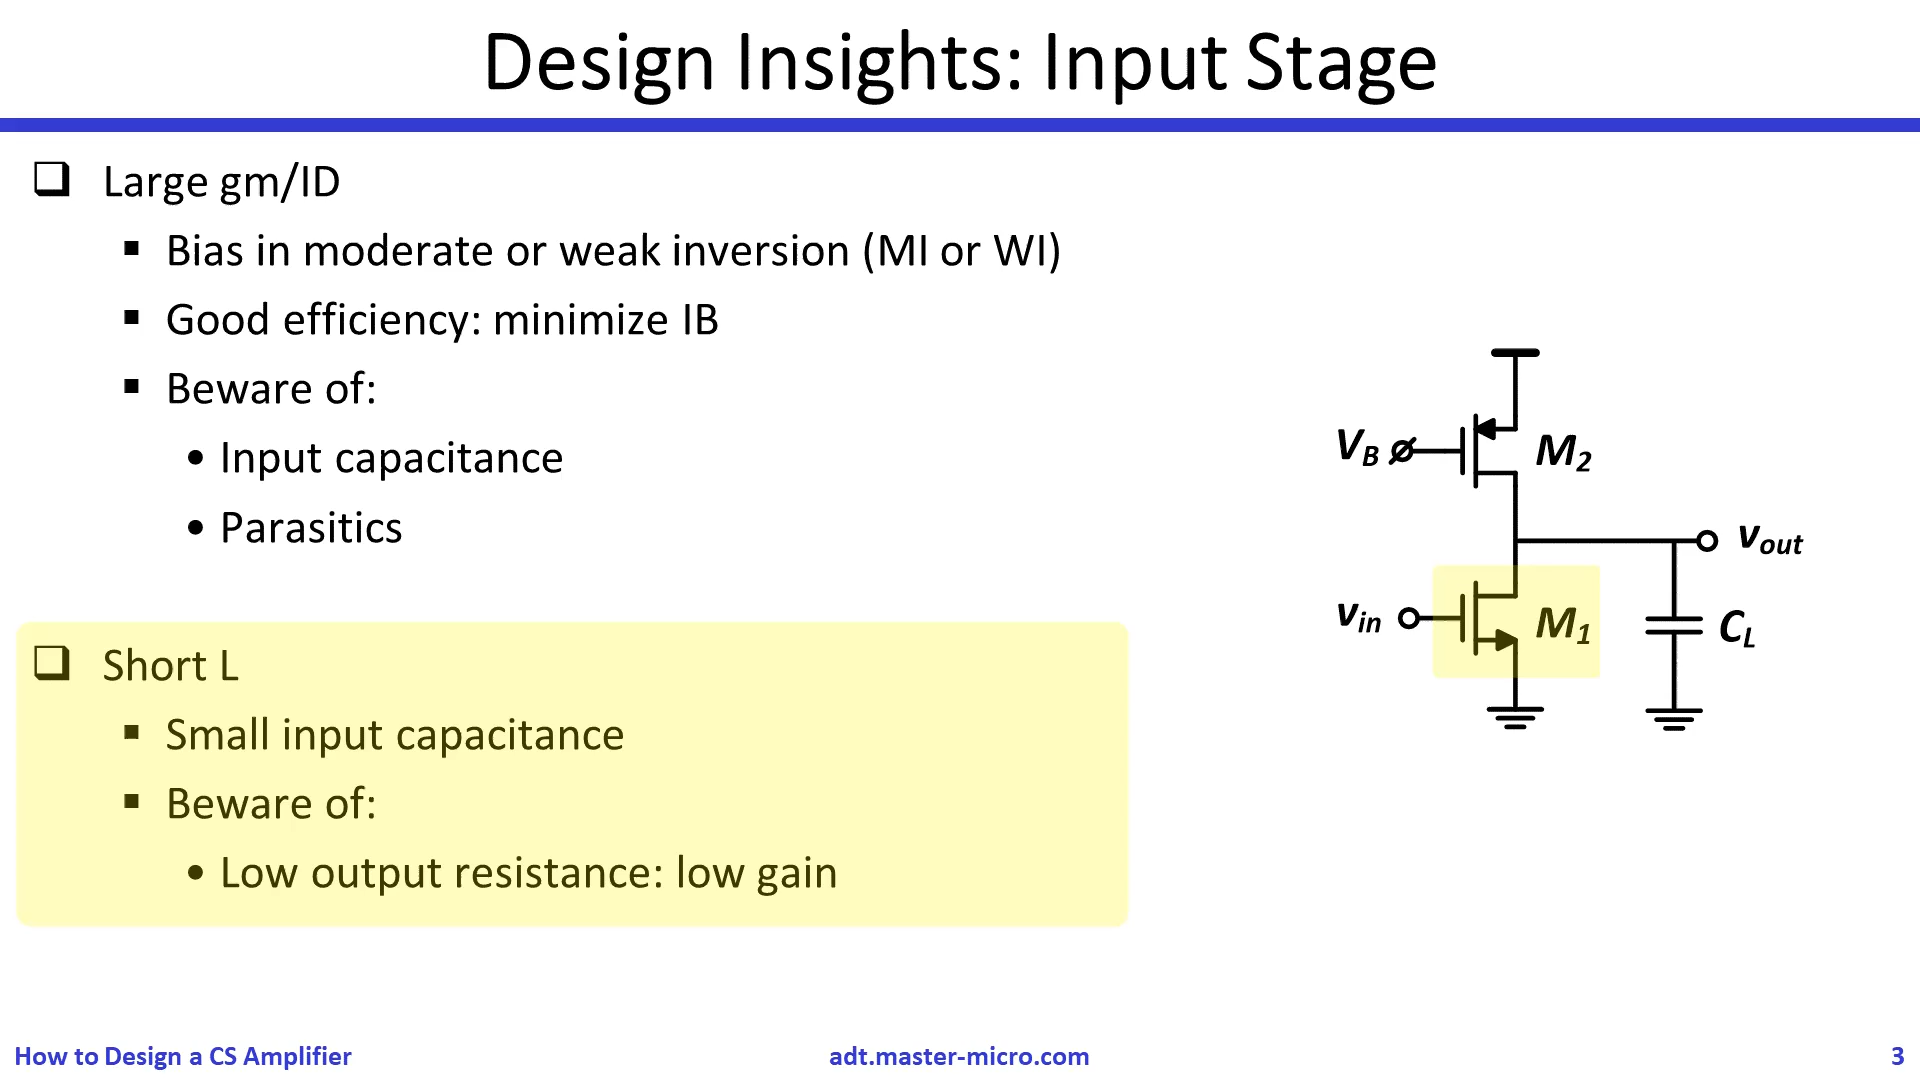 Design Insights: Input Stage
❑ Large gm/ID
▪ Bias in moderate or weak inversion (MI or WI)
▪ Good efficiency: minimize IB
▪ Beware of:
• Input capacitance
• Parasitics
❑ Short L
▪ Small input capacitance
▪ Beware of:
• Low output resistance: low gain
V_B
M_2
v_out
v_in
M_1
C_L
How to Design a CS Amplifier
adt.master-micro.com
3